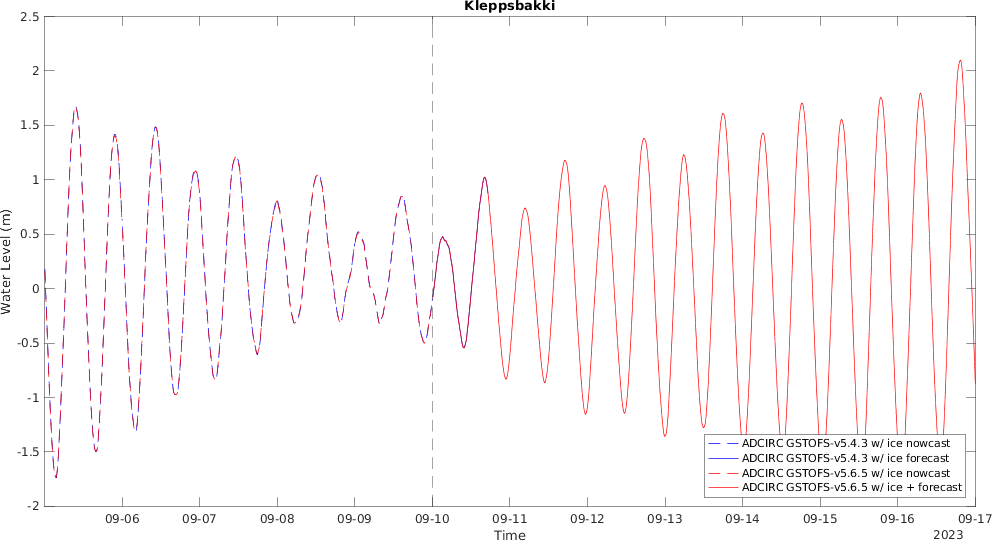 Kleppsbakki
2.5
2
1.5
1
0.5
0
-0.5
-1
-1.5
-2
Water Level (m)
ADCIRC GSTOFS-v5.4.3 w/ ice nowcast
ADCIRC GSTOFS-v5.4.3 w/ ice forecast
ADCIRC GSTOFS-v5.6.5 w/ ice nowcast
ADCIRC GSTOFS-v5.6.5 w/ ice + forecast
09-06 09-07 09-08 09-09 09-10 09-11 09-12 09-13 09-14 09-15 09-16 09-17
Time
2023